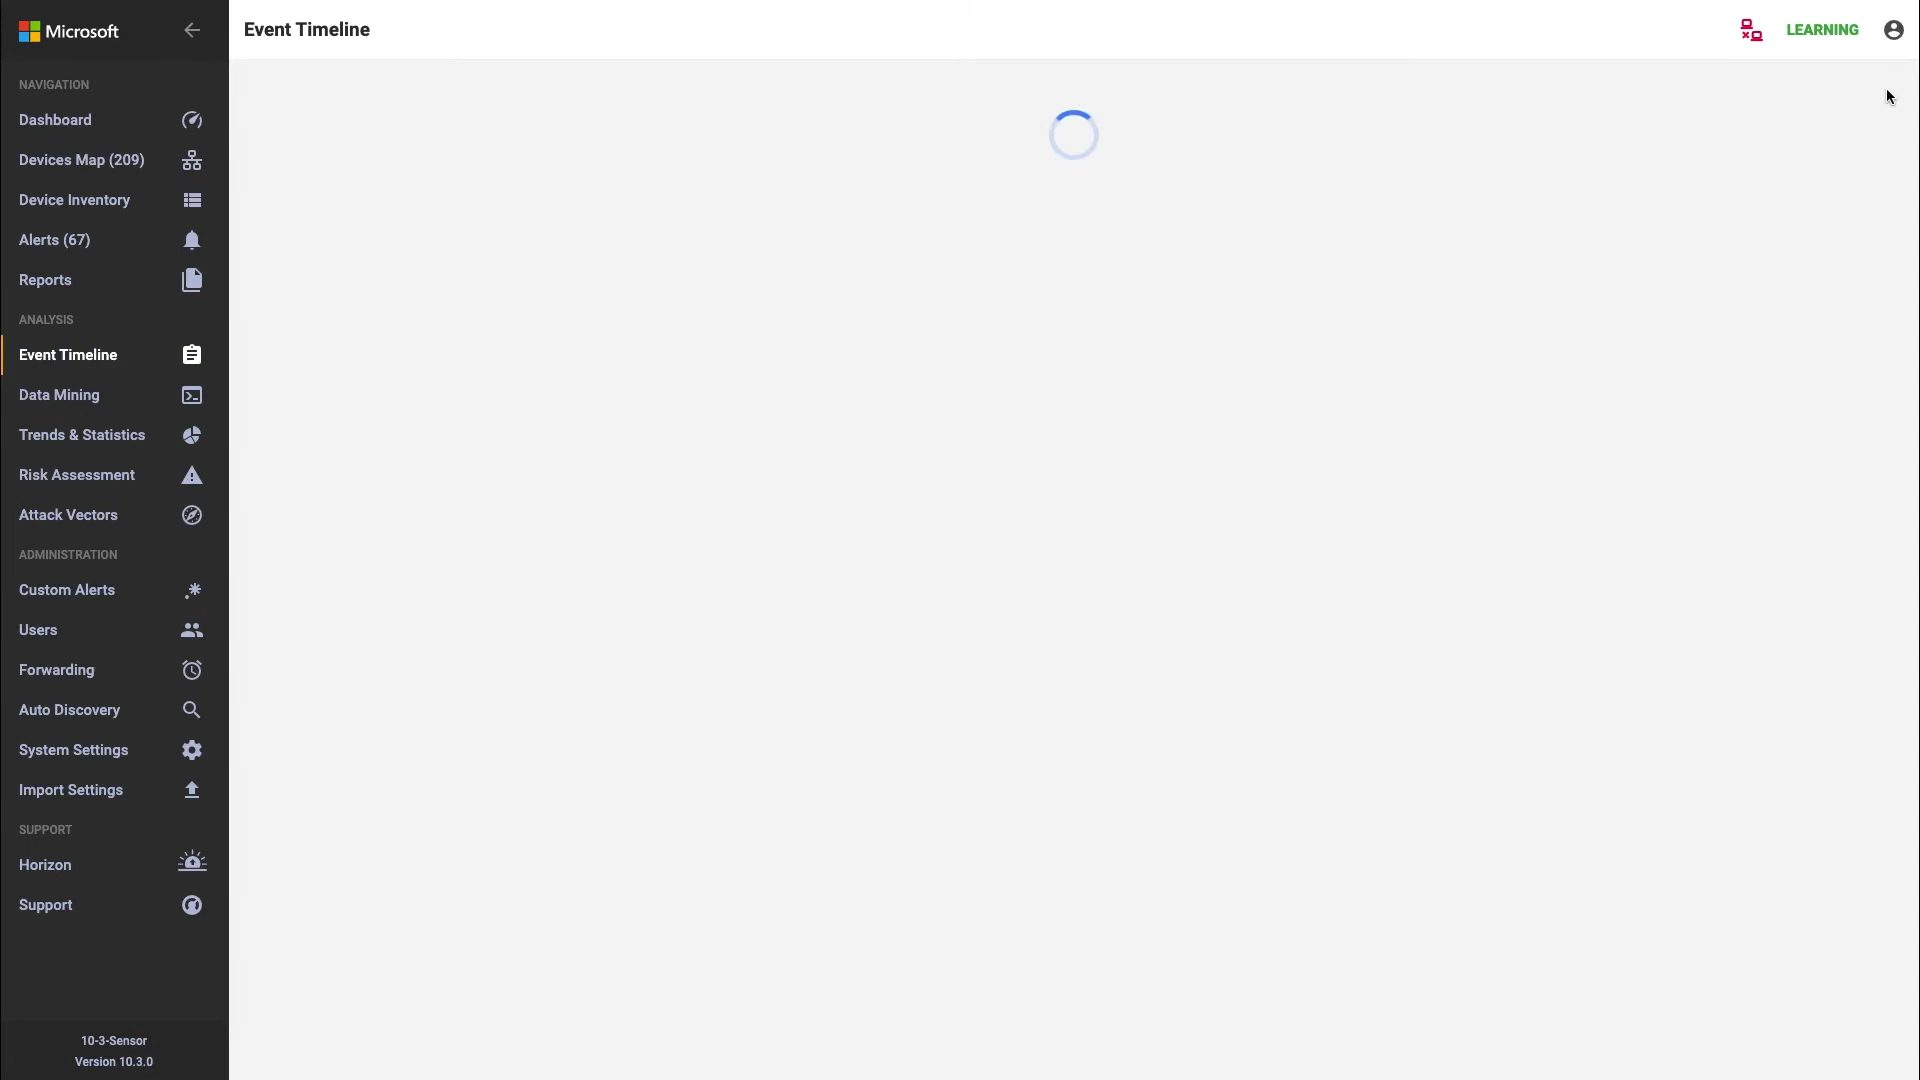 Microsoft
Event Timeline
LEARNING
NAVIGATION
Dashboard
Devices Map (209)
Device Inventory
Alerts (67)
Reports
ANALYSIS
Event Timeline
Data Mining
Trends & Statistics
Risk Assessment
Attack Vectors
ADMINISTRATION
Custom Alerts
Users
Forwarding
Auto Discovery
System Settings
Import Settings
SUPPORT
Horizon
Support
10-3-Sensor
Version 10.3.0